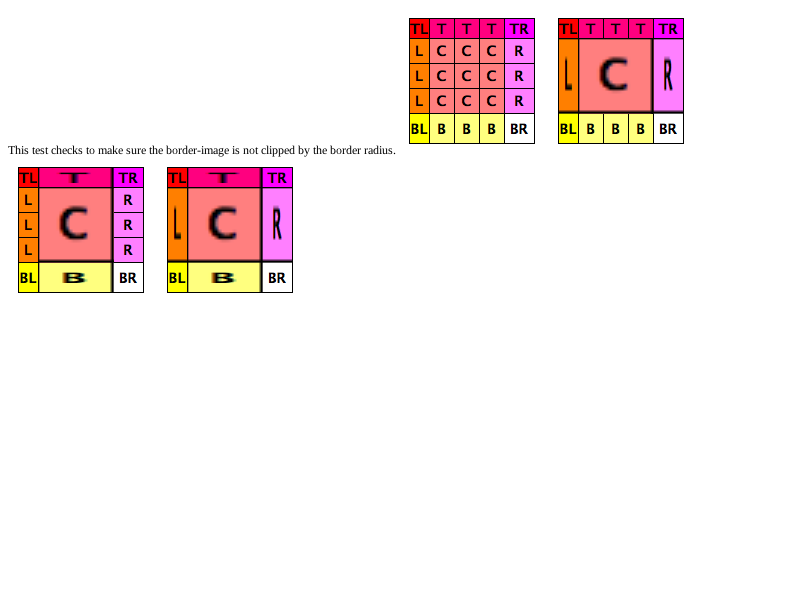 TL T T T TR TL T T T TR
L C C C R L C R
L C C C R
L C C C R
BL B B B BR BL B B B BR
This test checks to make sure the border-image is not clipped by the border radius.
TL T TR TL T TR
L C R L C R
L R
L R
BL B BR BL B BR